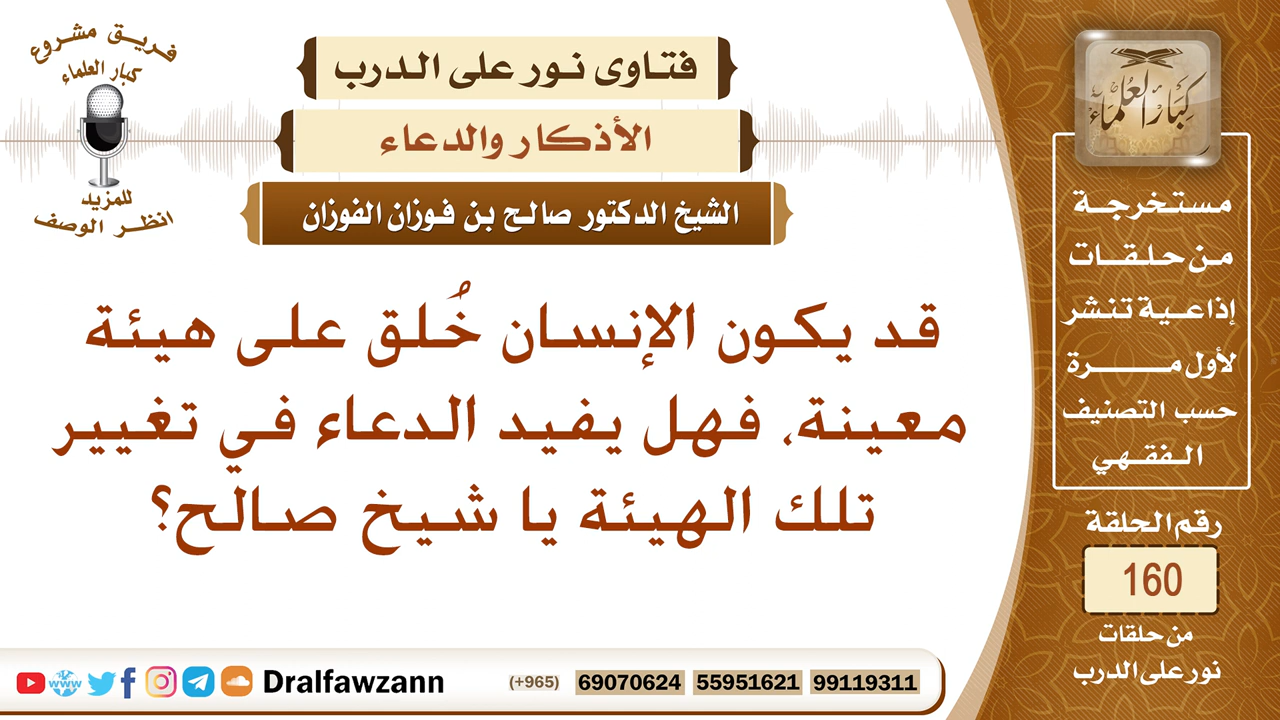 فريق مشروع
كبار العلماء
للمزيد
انظر الوصف
فتاوى نور على الدرب
الأذكار والدعاء
الشيخ الدكتور صالح بن فوزان الفوزان
قد يكون الإنسان خُلق على هيئة
معينة، فهل يفيد الدعاء في تغيير
تلك الهيئة يا شيخ صالح؟
كبار العلماء
مستخرجة
من حلقات
إذاعية تنشر
لأول مرة
حسب التصنيف
الفقهي
رقم الحلقة
160
من حلقات
نور على الدرب
www Dralfawzann (+965) 69070624 55951621 99119311